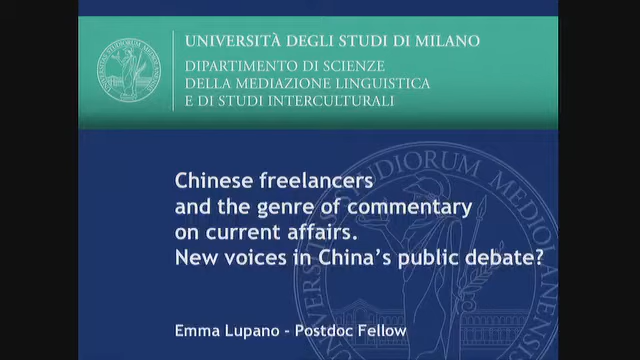 UNIVERSITÀ DEGLI STUDI DI MILANO
DIPARTIMENTO DI SCIENZE
DELLA MEDIAZIONE LINGUISTICA
E DI STUDI INTERCULTURALI
Chinese freelancers
and the genre of commentary
on current affairs.
New voices in China's public debate?
Emma Lupano - Postdoc Fellow